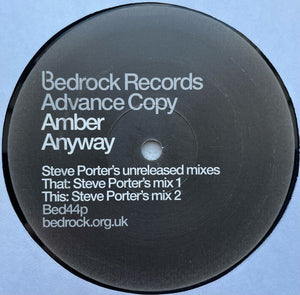 Bedrock Records
Advance Copy
Amber
Anyway
Steve Porter's unreleased mixes
That: Steve Porter's mix 1
This: Steve Porter's mix 2
Bed44p
bedrock.org.uk